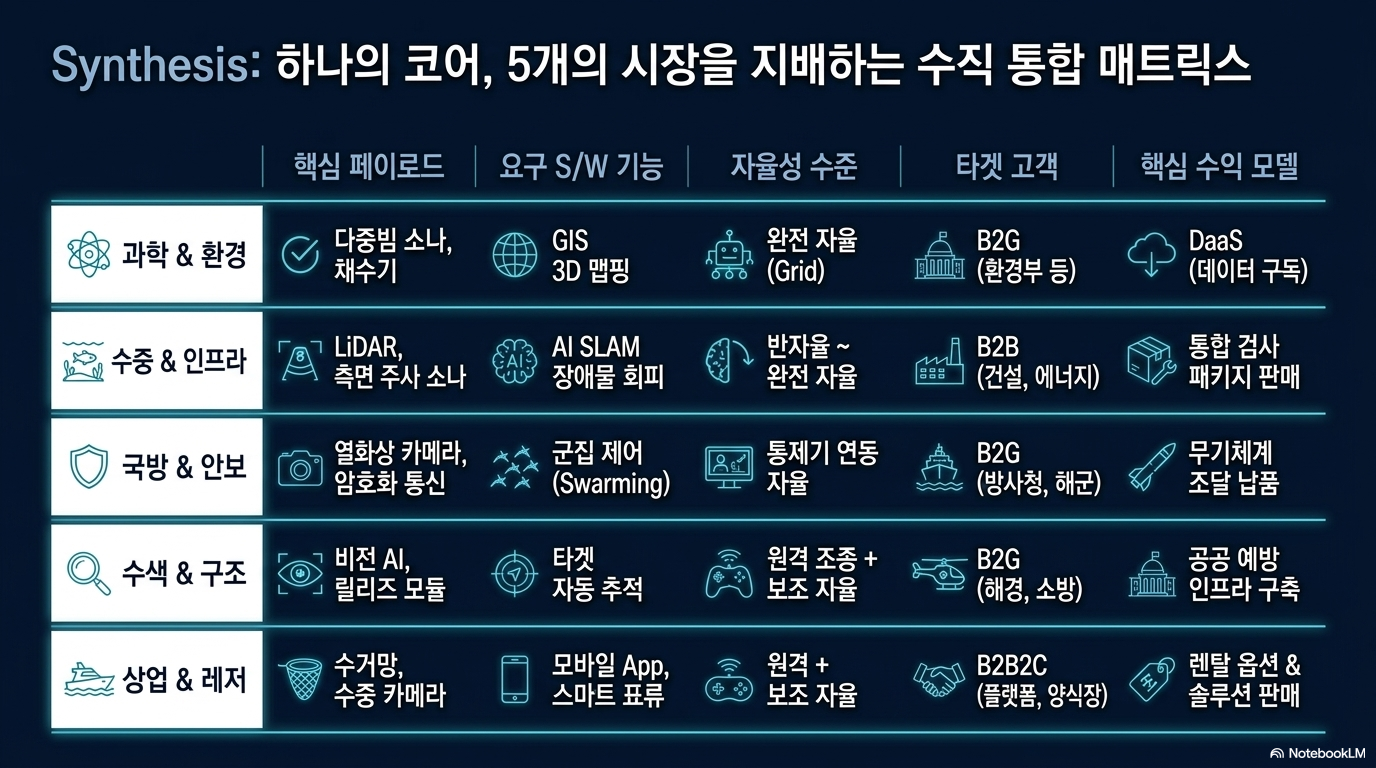 Synthesis: 하나의 코어, 5개의 시장을 지배하는 수직 통합 매트릭스
핵심 페이로드
요구 S/W 기능
자율성 수준
타겟 고객
핵심 수익 모델
과학 & 환경
다중빔 소나,
채수기
GIS
3D 맵핑
완전 자율
(Grid)
B2G
(환경부 등)
DaaS
(데이터 구독)
수중 & 인프라
LiDAR,
측면 주사 소나
AI
AI SLAM
장애물 회피
반자율 ~
완전 자율
B2B
(건설, 에너지)
통합 검사
패키지 판매
국방 & 안보
열화상 카메라,
암호화 통신
군집 제어
(Swarming)
통제기 연동
자율
B2G
(방사청, 해군)
무기체계
조달 납품
수색 & 구조
비전 AI,
릴리즈 모듈
타겟
자동 추적
원격 조종 +
보조 자율
B2G
(해경, 소방)
공공 예방
인프라 구축
상업 & 레저
수거망,
수중 카메라
모바일 App,
스마트 표류
원격 +
보조 자율
B2B2C
(플랫폼, 양식장)
렌탈 옵션 &
솔루션 판매
NotebookLM